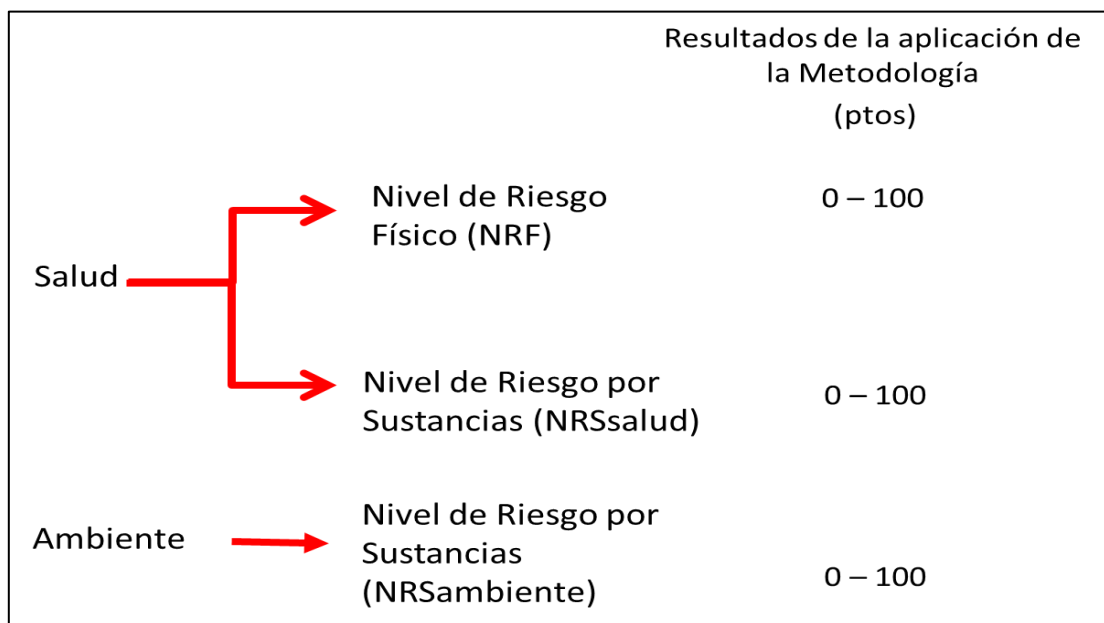 Resultados de la aplicación de
la Metodología
(ptos)
Nivel de Riesgo
Físico (NRF)
0 – 100
Salud
Nivel de Riesgo por
Sustancias (NRSsalud)
0 – 100
Ambiente
Nivel de Riesgo por
Sustancias
(NRSambiente)
0 – 100